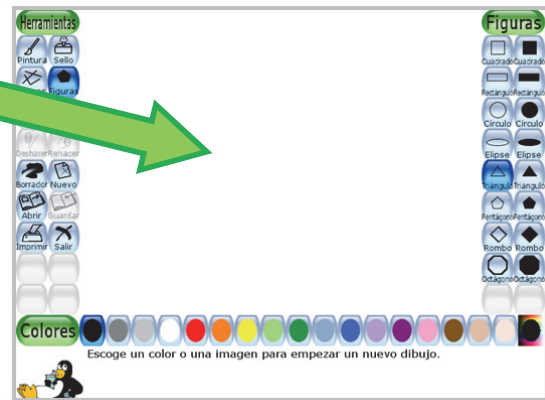 Herramientas
Pintura Sello
Figuras
Deshacer Rehacer
Borrador Nuevo
Abrir Guardar
Imprimir Salir
Figuras
Cuadrado Cuadrado
Rectángulo Rectángulo
Círculo Círculo
Elipse Elipse
Triángulo Triángulo
Pentágono Pentágono
Rombo Rombo
Octágono Octágono
Colores
Escoge un color o una imagen para empezar un nuevo dibujo.